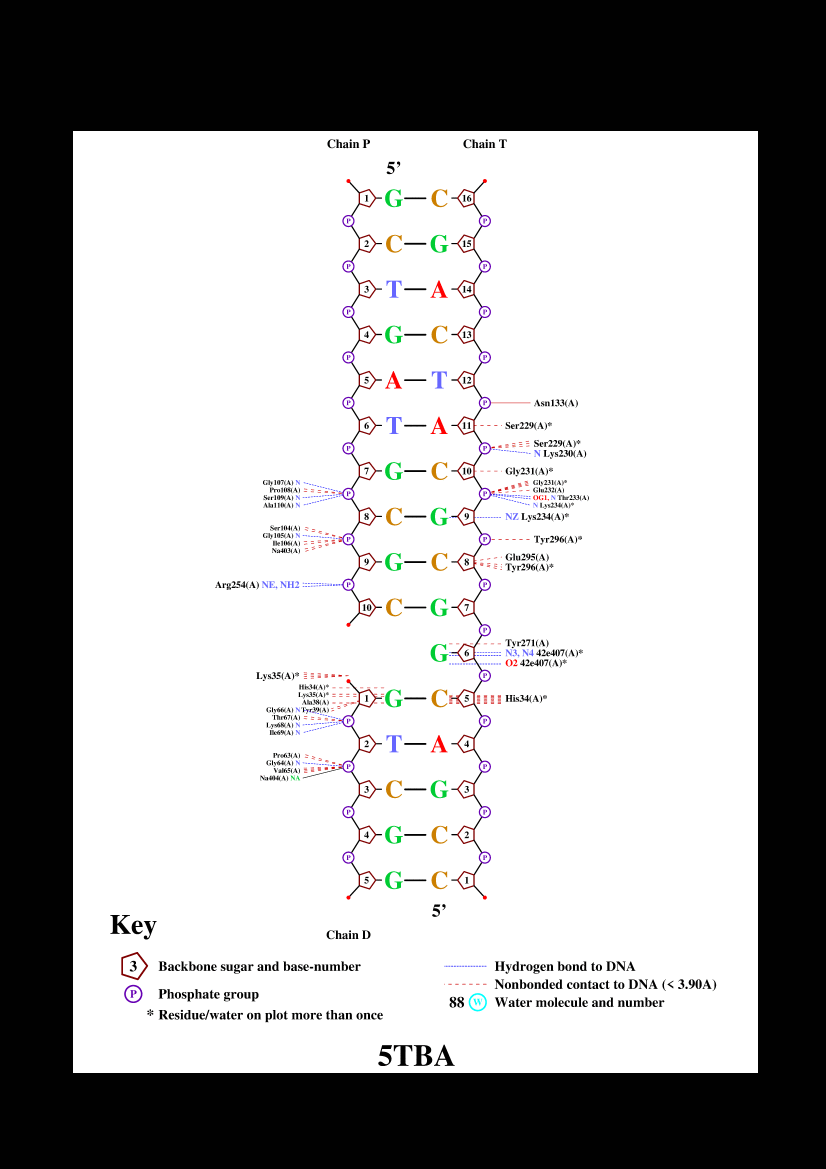 Chain P Chain T
5’
1 G C 16
P P
2 C G 15
P P
3 T A 14
P P
4 G C 13
P P
5 A T 12
P P Asn133(A)
6 T A 11 Ser229(A)*
P P Ser229(A)*
N Lys230(A)
7 G C 10 Gly231(A)*
Gly107(A) N Gly231(A)*
Pro108(A) P P Glu232(A)
Ser109(A) N OG1, N Thr233(A)
Ala110(A) N N Lys234(A)*
8 C G 9 NZ Lys234(A)*
Ser104(A)
Gly105(A) N P P Tyr296(A)*
Ile106(A)
Na403(A)
9 G C 8 Glu295(A)
Tyr296(A)*
Arg254(A) NE, NH2 P P
10 C G 7
P
Tyr271(A)
G 6 N3, N4 42e407(A)*
O2 42e407(A)*
Lys35(A)* P
His34(A)*
Lys35(A)* 1 G C 5 His34(A)*
Ala38(A)
Gly66(A) N Tyr39(A)
Thr67(A) P P
Lys68(A) N
Ile69(A) N
2 T A 4
Pro63(A)
Gly64(A) N P P
Val65(A)
Na404(A) NA
3 C G 3
P P
4 G C 2
P P
5 G C 1
5’
Key
Chain D
3 Backbone sugar and base-number
P Phosphate group
* Residue/water on plot more than once
Hydrogen bond to DNA
Nonbonded contact to DNA (< 3.90A)
88 W Water molecule and number
5TBA